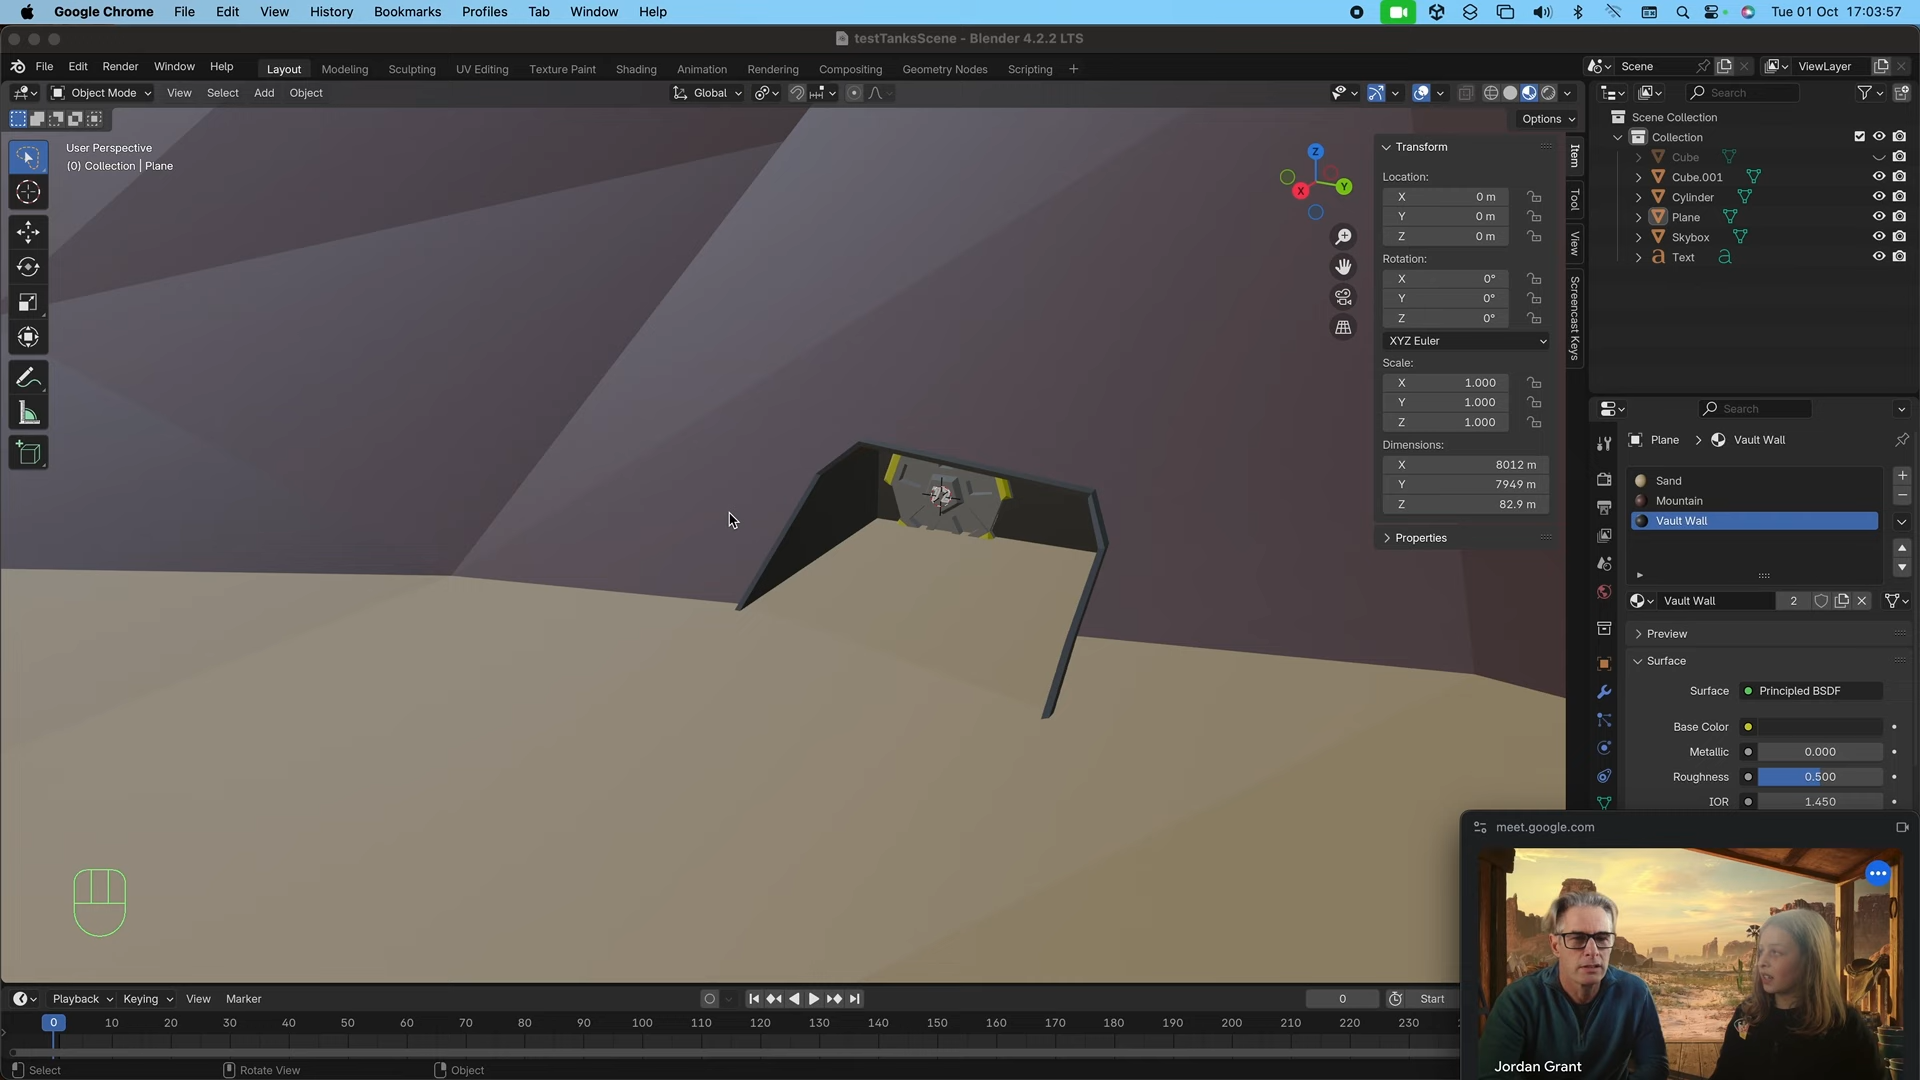 Google Chrome File Edit View History Bookmarks Profiles Tab Window Help Tue 01 Oct 17:03:57
testTanksScene - Blender 4.2.2 LTS
File Edit Render Window Help Layout Modeling Sculpting UV Editing Texture Paint Shading Animation Rendering Compositing Geometry Nodes Scripting + Scene ViewLayer
Object Mode View Select Add Object Global Search
Options
User Perspective
(0) Collection | Plane
Z
Y
X
Transform
Location:
X 0 m
Y 0 m
Z 0 m
Rotation:
X 0°
Y 0°
Z 0°
XYZ Euler
Scale:
X 1.000
Y 1.000
Z 1.000
Dimensions:
X 8012 m
Y 7949 m
Z 82.9 m
Properties
Item
Tool
View
Screencast Keys
Scene Collection
Collection
Cube
Cube.001
Cylinder
Plane
Skybox
Text
Search
Plane > Vault Wall
Sand
Mountain
Vault Wall
Vault Wall 2
Preview
Surface
Surface Principled BSDF
Base Color
Metallic 0.000
Roughness 0.500
IOR 1.450
meet.google.com
Jordan Grant
Playback Keying View Marker 0 Start
0 10 20 30 40 50 60 70 80 90 100 110 120 130 140 150 160 170 180 190 200 210 220 230
Select Rotate View Object